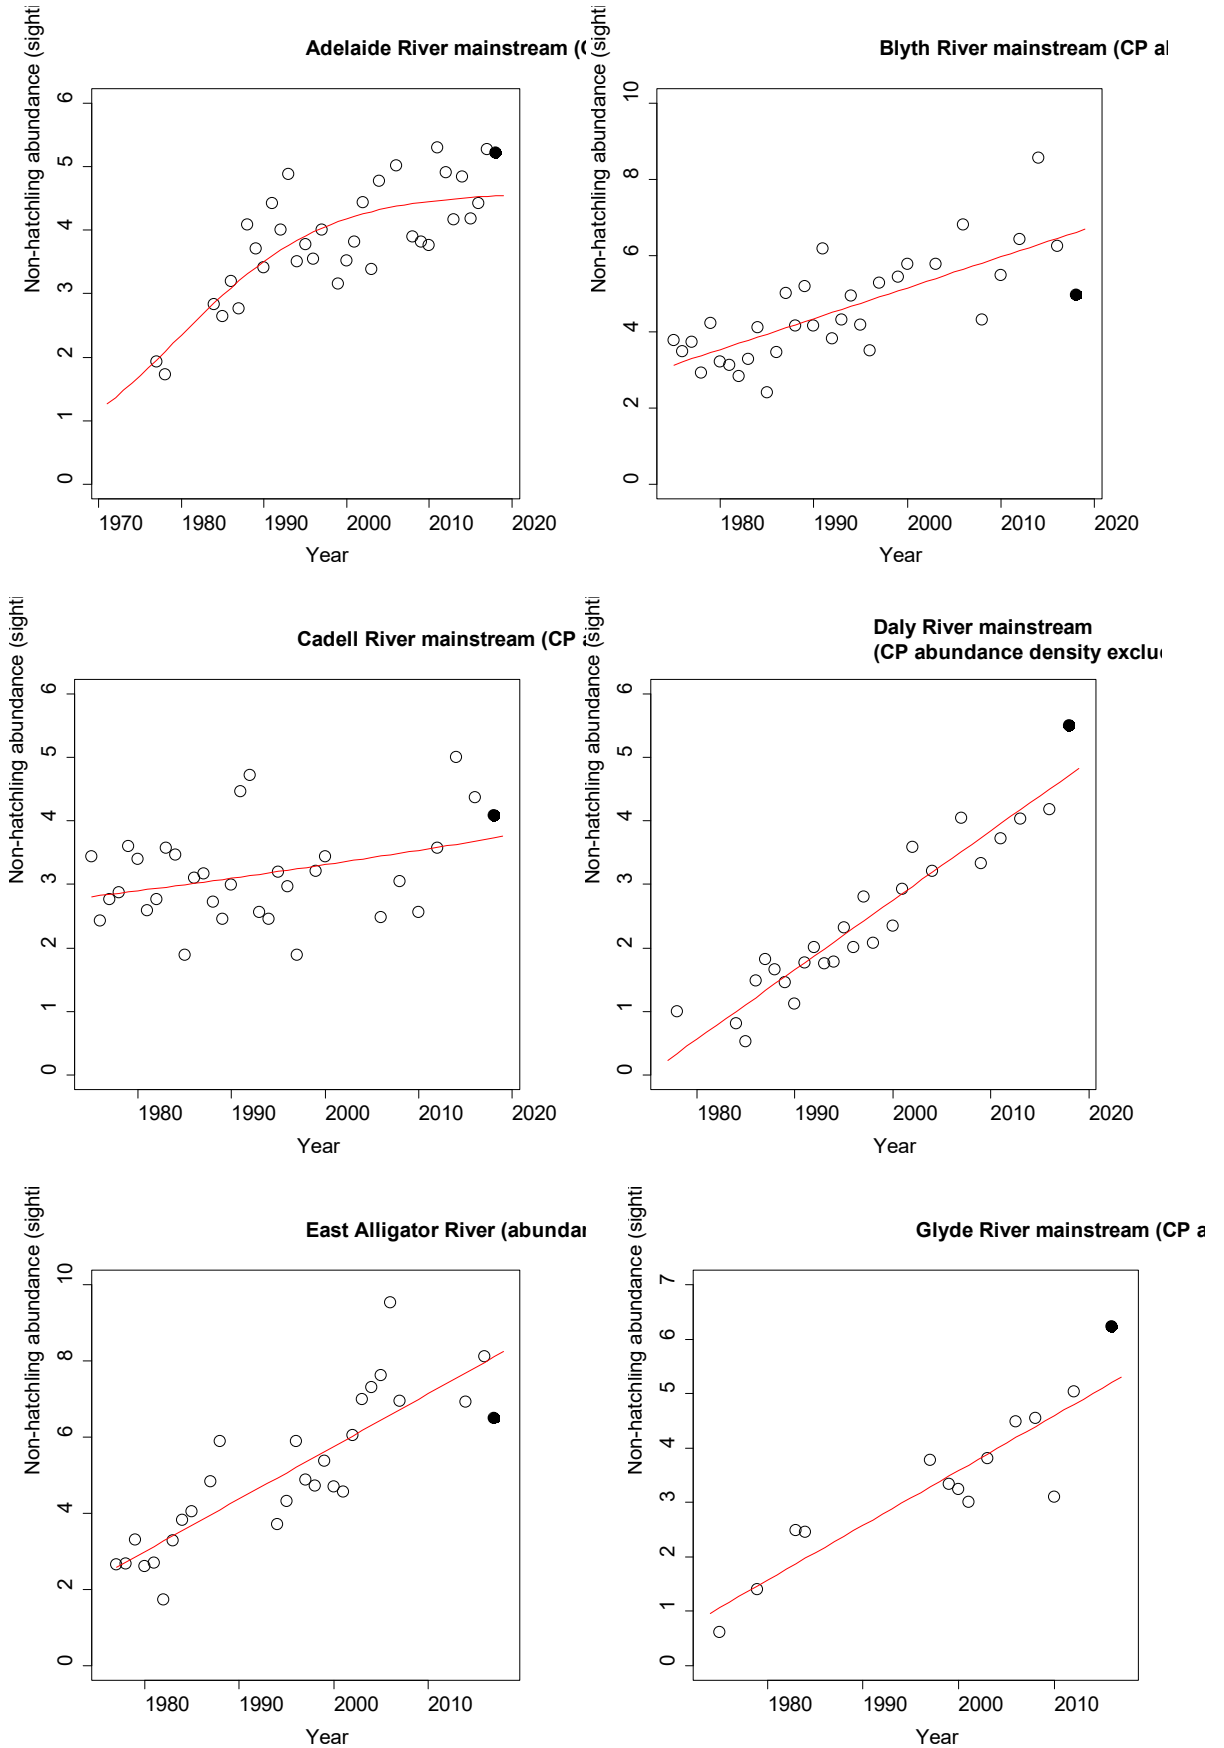 Adelaide River mainstream (
Non-hatchling abundance (sighti
6
5
4
3
2
1
0
1970 1980 1990 2000 2010 2020
Year
Blyth River mainstream (CP
Non-hatchling abundance (sighti
10
8
6
4
2
0
1980 1990 2000 2010 2020
Year
Cadell River mainstream (CP
Non-hatchling abundance (sighti
6
5
4
3
2
1
0
1980 1990 2000 2010 2020
Year
Daly River mainstream
(CP abundance density exclu
Non-hatchling abundance (sighti
6
5
4
3
2
1
0
1980 1990 2000 2010 2020
Year
East Alligator River (abundan
Non-hatchling abundance (sighti
10
8
6
4
2
0
1980 1990 2000 2010
Year
Glyde River mainstream (CP a
Non-hatchling abundance (sighti
7
6
5
4
3
2
1
0
1980 1990 2000 2010
Year